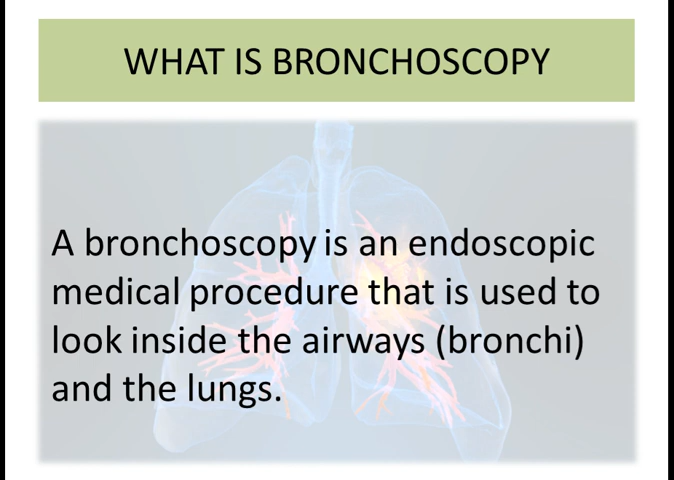 WHAT IS BRONCHOSCOPY
A bronchoscopy is an endoscopic
medical procedure that is used to
look inside the airways (bronchi)
and the lungs.